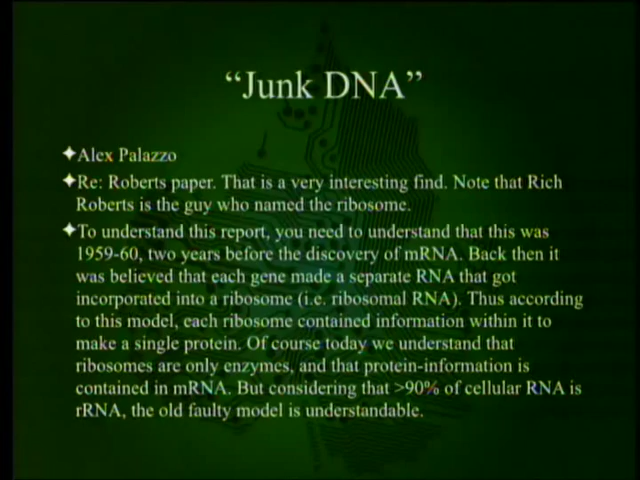 “Junk DNA”
✦Alex Palazzo
✦Re: Roberts paper. That is a very interesting find. Note that Rich
Roberts is the guy who named the ribosome.
✦To understand this report, you need to understand that this was
1959-60, two years before the discovery of mRNA. Back then it
was believed that each gene made a separate RNA that got
incorporated into a ribosome (i.e. ribosomal RNA). Thus according
to this model, each ribosome contained information within it to
make a single protein. Of course today we understand that
ribosomes are only enzymes, and that protein-information is
contained in mRNA. But considering that >90% of cellular RNA is
rRNA, the old faulty model is understandable.